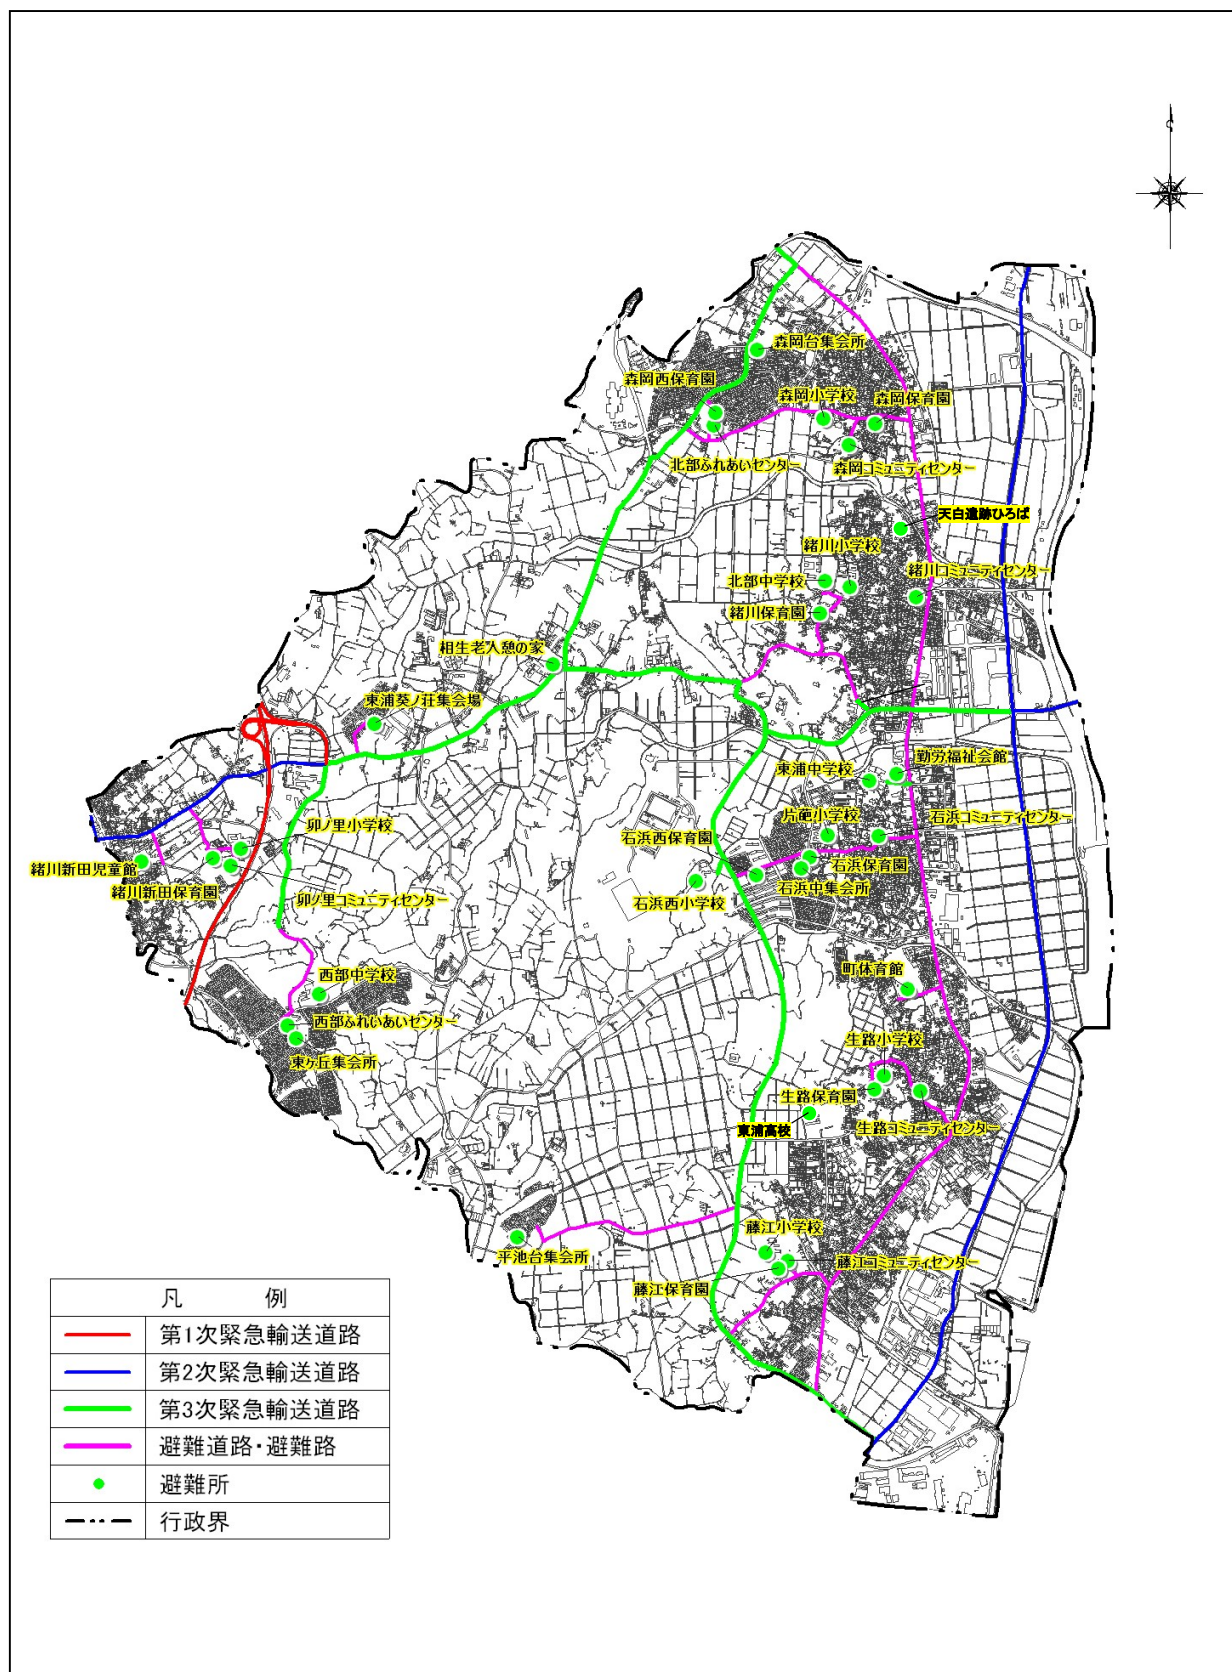 森岡台集会所
森岡西保育園
森岡小学校
森岡保育園
北部ふれあいセンター
森岡コミュニティセンター
天白遺跡ひろば
緒川小学校
北部中学校
緒川コミュニティセンター
緒川保育園
相生老人憩の家
東浦葵ノ荘集会場
東浦中学校
勤労福祉会館
卯ノ里小学校
片葩小学校
石浜コミュニティセンター
石浜西保育園
緒川新田児童館
緒川新田保育園
石浜保育園
石浜中集会所
石浜西小学校
卯ノ里コミュニティセンター
西部中学校
町体育館
西部ふれいあいセンター
生路小学校
東ヶ丘集会所
生路保育園
東浦高校
生路コミュニティセンター
藤江小学校
平池台集会所
藤江コミュニティセンター
藤江保育園
凡 例
第1次緊急輸送道路
第2次緊急輸送道路
第3次緊急輸送道路
避難道路・避難路
避難所
行政界